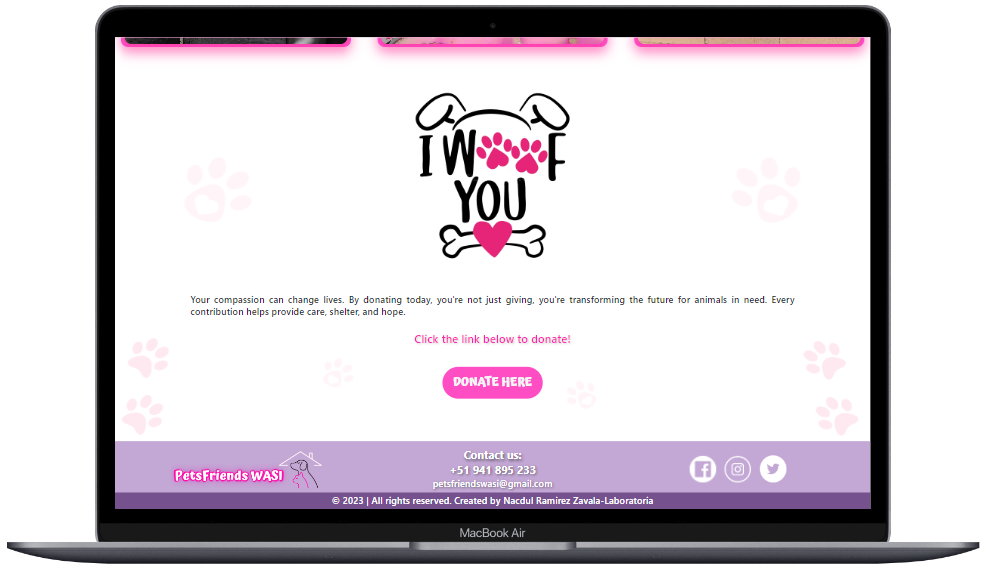 I WOOF
YOU
Your compassion can change lives. By donating today, you're not just giving, you're transforming the future for animals in need. Every
contribution helps provide care, shelter, and hope.
Click the link below to donate!
DONATE HERE
PetsFriends WASI
Contact us:
+51 941 895 233
petsfriendswasi@gmail.com
© 2023 | All rights reserved. Created by Nacdul Ramírez Zavala-Laboratoria
MacBook Air